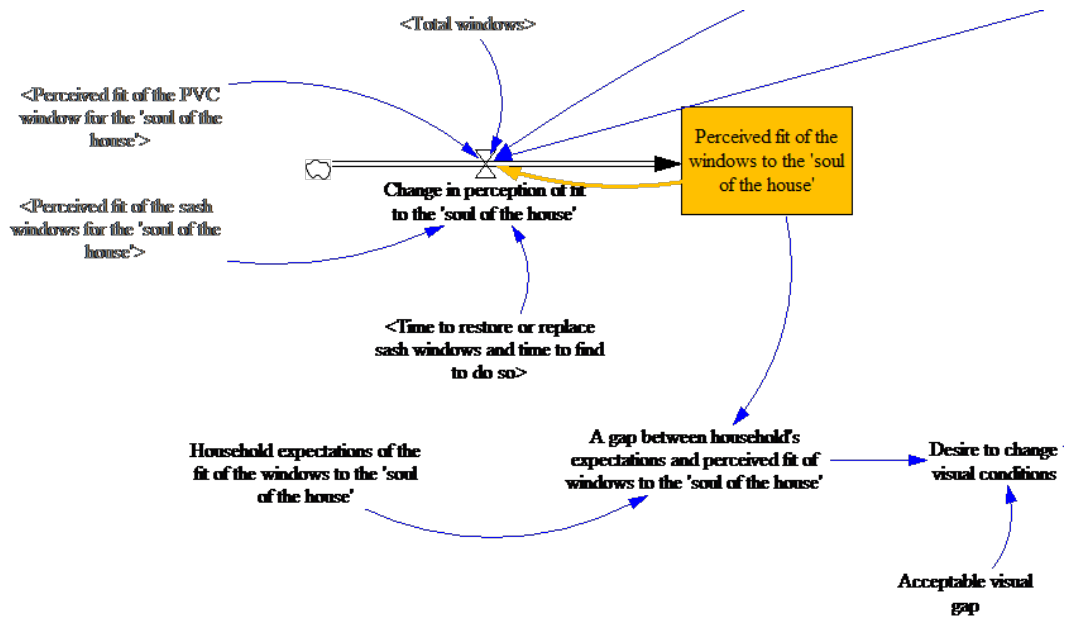 <Total windows>
<Perceived fit of the PVC
window for the 'soul of the
house'>
Perceived fit of the
windows to the 'soul
of the house'
Change in perception of fit
to the 'soul of the house'
<Perceived fit of the sash
windows for the 'soul of the
house'>
<Time to restore or replace
sash windows and time to find
to do so>
Household expectations of the
fit of the windows to the 'soul
of the house'
A gap between household's
expectations and perceived fit of
windows to the 'soul of the house'
Desire to change
visual conditions
Acceptable visual
gap